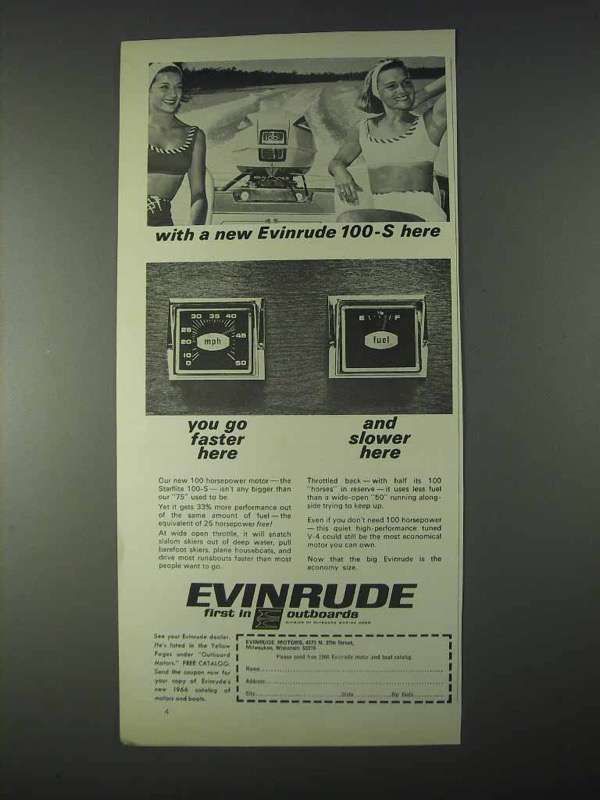 with a new Evinrude 100-S here
30 35 40
25
20
10
0
45
50
mph
E F
fuel
you go
faster
here
and
slower
here
Our new 100 horsepower motor — the
Starflite 100-S — isn't any bigger than
our "75" used to be.
Yet it gets 33% more performance out
of the same amount of fuel — the
equivalent of 25 horsepower free!
At wide open throttle, it will snatch
slalom skiers out of deep water, pull
barefoot skiers, plane houseboats, and
drive most runabouts faster than most
people want to go.
Throttled back — with half its 100
"horses" in reserve — it uses less fuel
than a wide-open "50" running along-
side trying to keep up.
Even if you don't need 100 horsepower
— this quiet high-performance tuned
V-4 could still be the most economical
motor you can own.
Now that the big Evinrude is the
economy size.
EVINRUDE
first in outboards
DIVISION OF OUTBOARD MARINE CORP.
See your Evinrude dealer.
He's listed in the Yellow
Pages under "Outboard
Motors." FREE CATALOG.
Send the coupon now for
your copy of Evinrude's
new 1966 catalog of
motors and boats.
EVINRUDE MOTORS, N. 27th Street,
Milwaukee, Wisconsin
Please send free 1966 Evinrude motor and boat catalog.
Name
Address
City State Zip Code
4